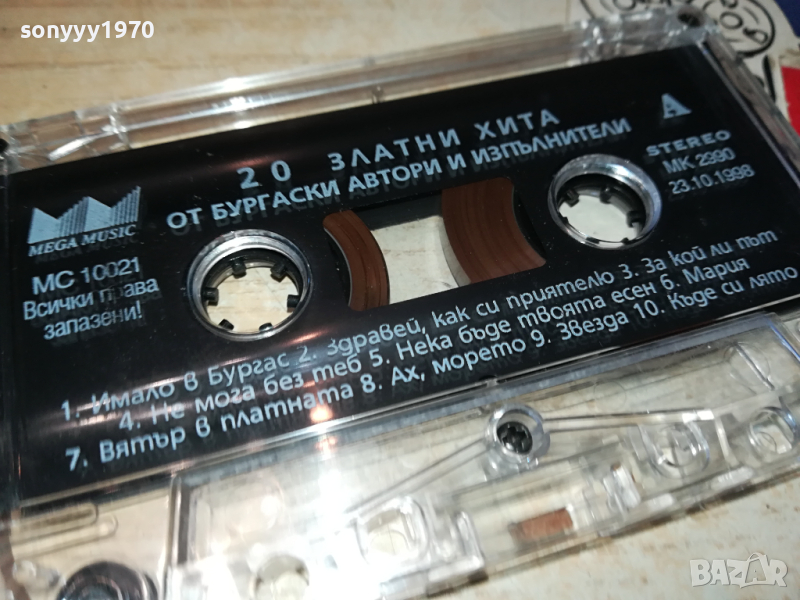 sonyyy1970
20 ЗЛАТНИ ХИТА
ОТ БУРГАСКИ АВТОРИ И ИЗПЪЛНИТЕЛИ
A
STEREO
МК 2990
23.10.1998
MEGA MUSIC
МС 10021
Всички права
запазени!
1. Имало в Бургас 2. Здравей, как си приятелю 3. За кой ли път
4. Не мога без теб 5. Нека бъде твоята есен 6. Мария
7. Вятър в платната 8. Ах, морето 9. Звезда 10. Къде си лято
BAZAR